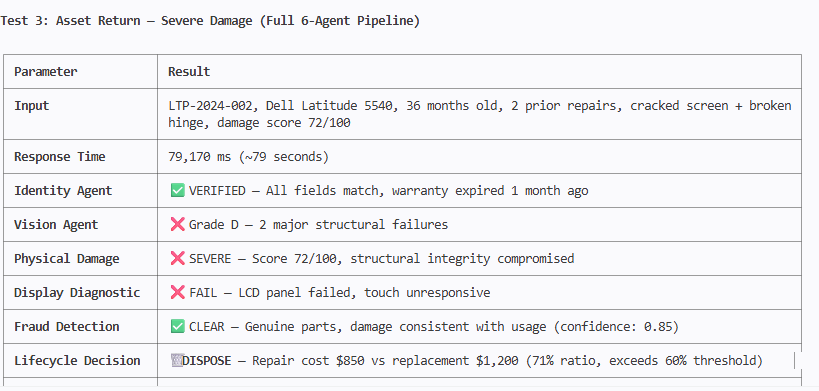 Test 3: Asset Return — Severe Damage (Full 6-Agent Pipeline)
Parameter Result
Input LTP-2024-002, Dell Latitude 5540, 36 months old, 2 prior repairs, cracked screen + broken
hinge, damage score 72/100
Response Time 79,170 ms (~79 seconds)
Identity Agent ✅ VERIFIED — All fields match, warranty expired 1 month ago
Vision Agent ❌ Grade D — 2 major structural failures
Physical Damage ❌ SEVERE — Score 72/100, structural integrity compromised
Display Diagnostic ❌ FAIL — LCD panel failed, touch unresponsive
Fraud Detection ✅ CLEAR — Genuine parts, damage consistent with usage (confidence: 0.85)
Lifecycle Decision 🗑️DISPOSE — Repair cost $850 vs replacement $1,200 (71% ratio, exceeds 60% threshold)